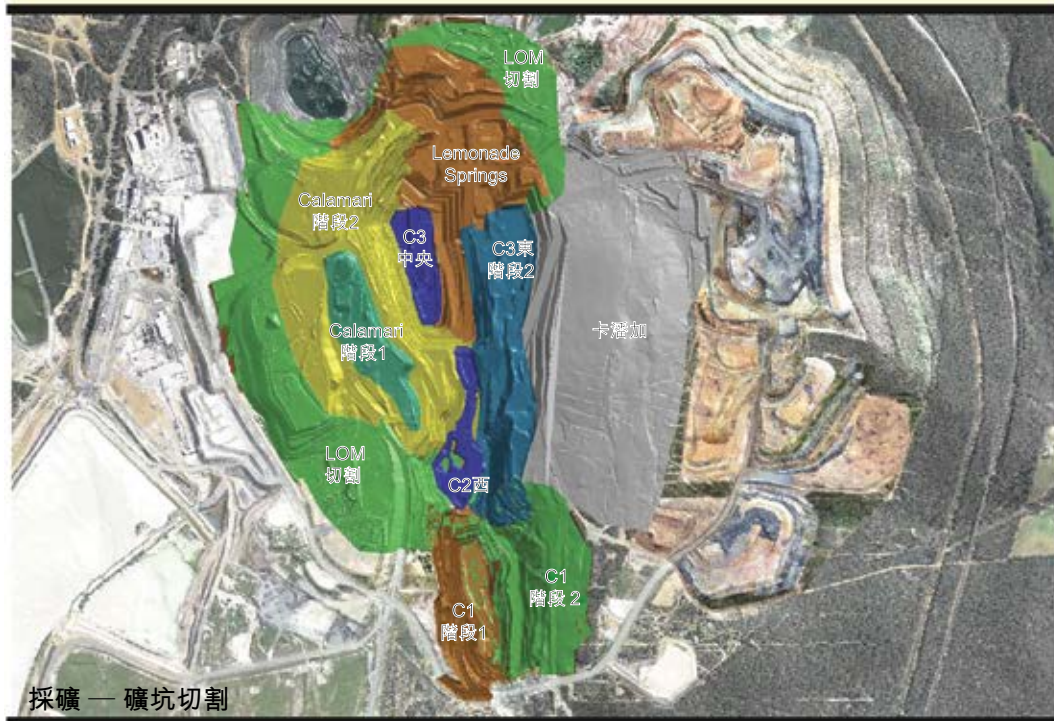 LOM
切割
Lemonade
Springs
Calamari
階段2
C3
中央
C3東
階段2
Calamari
階段1
卡潘加
LOM
切割
C2西
C1
階段 2
C1
階段1
採礦 — 礦坑切割